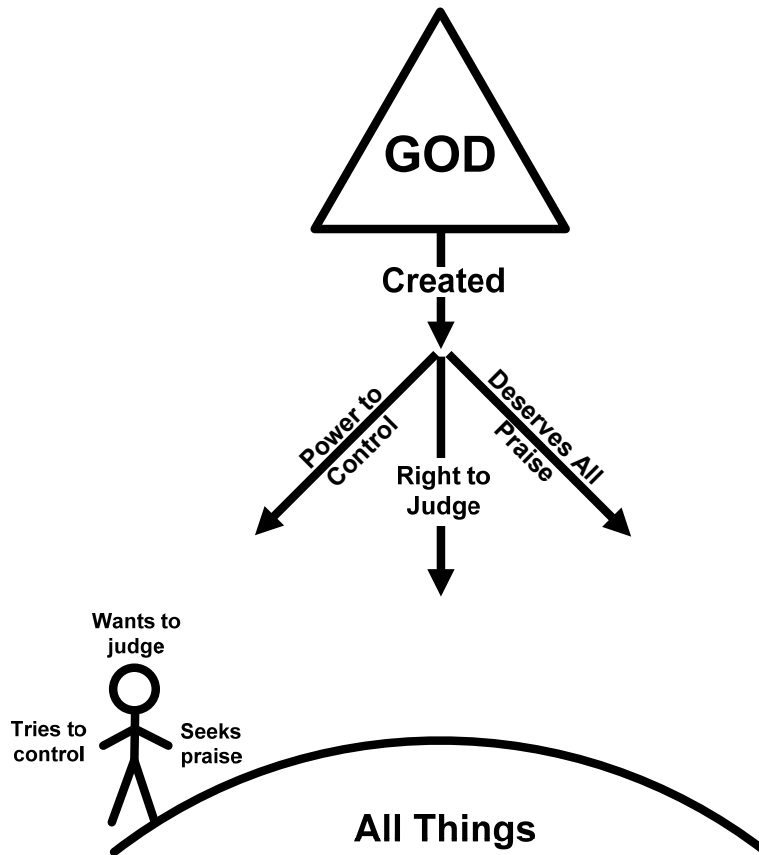 GOD
Created
Power to
Control
Right to
Judge
Deserves All
Praise
Wants to
judge
Tries to
control
Seeks
praise
All Things